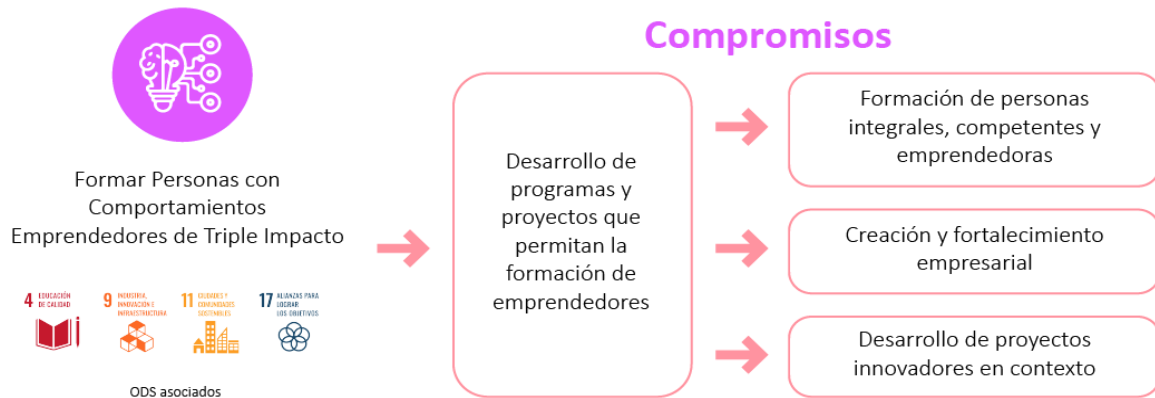 Compromisos
Formar Personas con
Comportamientos
Emprendedores de Triple Impacto
4 EDUCACIÓN
DE CALIDAD
9 INDUSTRIA,
INNOVACIÓN E
INFRAESTRUCTURA
11 CIUDADES Y
COMUNIDADES
SOSTENIBLES
17 ALIANZAS PARA
LOGRAR
LOS OBJETIVOS
ODS asociados
Desarrollo de
programas y
proyectos que
permitan la
formación de
emprendedores
Formación de personas
integrales, competentes y
emprendedoras
Creación y fortalecimiento
empresarial
Desarrollo de proyectos
innovadores en contexto